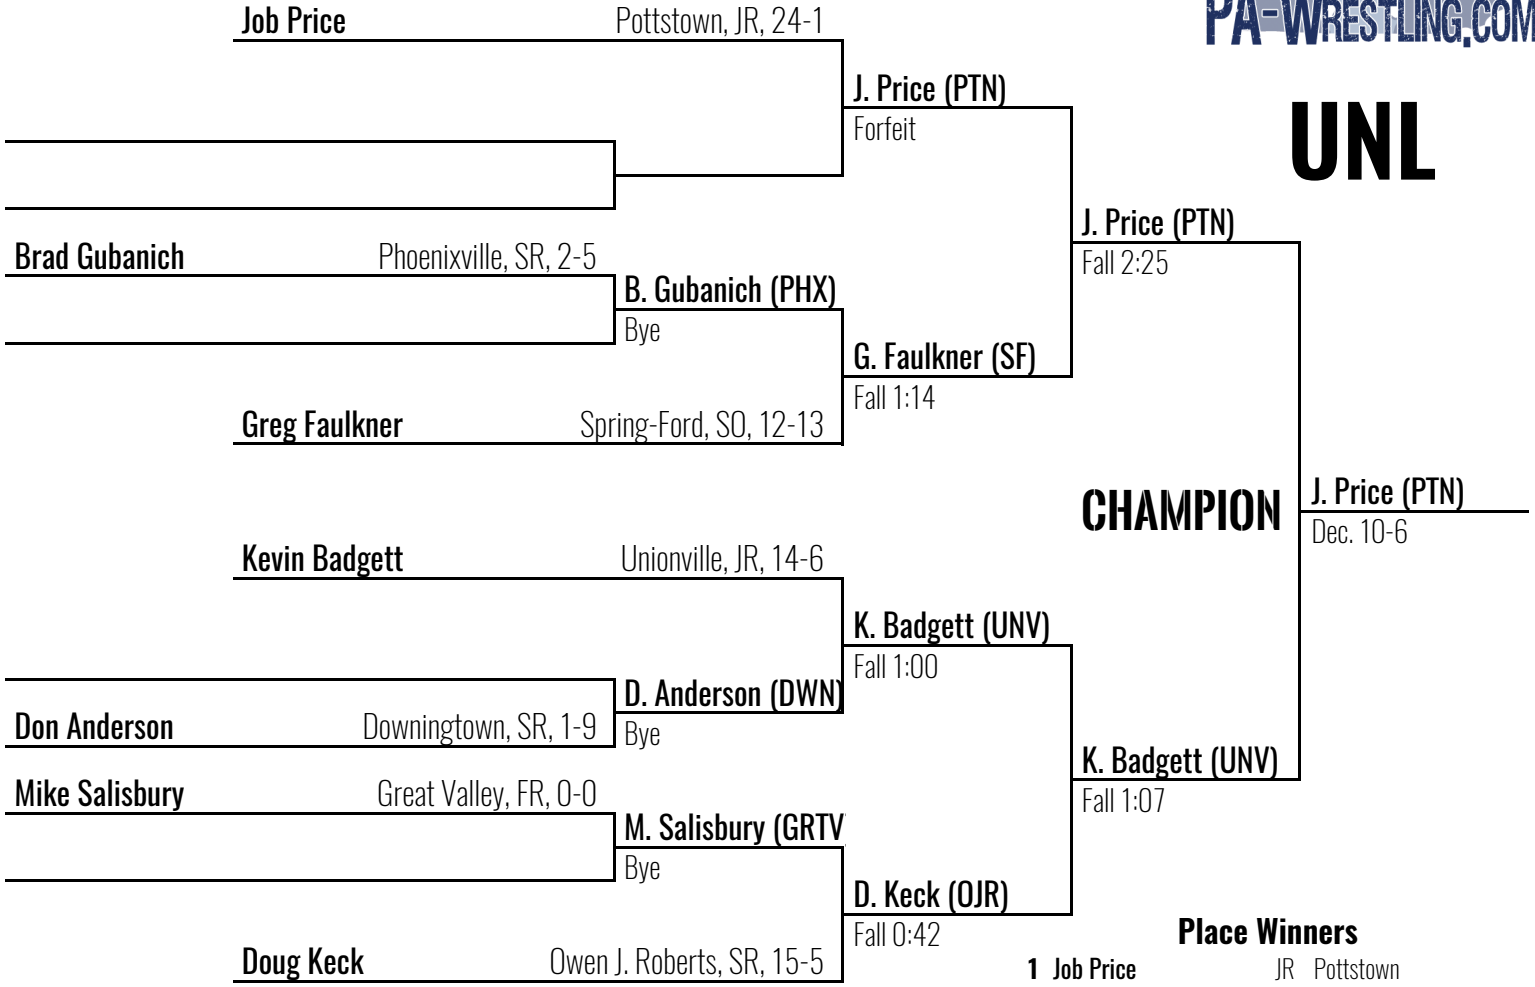 PA-WRESTLING.COM
UNL
Job Price Pottstown, JR, 24-1
J. Price (PTN)
Forfeit
J. Price (PTN)
Fall 2:25
Brad Gubanich Phoenixville, SR, 2-5
B. Gubanich (PHX)
Bye
G. Faulkner (SF)
Fall 1:14
Greg Faulkner Spring-Ford, SO, 12-13
CHAMPION
J. Price (PTN)
Dec. 10-6
Kevin Badgett Unionville, JR, 14-6
K. Badgett (UNV)
Fall 1:00
D. Anderson (DWN)
Don Anderson Downingtown, SR, 1-9
Bye
K. Badgett (UNV)
Fall 1:07
Mike Salisbury Great Valley, FR, 0-0
M. Salisbury (GRTV
Bye
D. Keck (OJR)
Fall 0:42
Doug Keck Owen J. Roberts, SR, 15-5
Place Winners
1 Job Price JR Pottstown